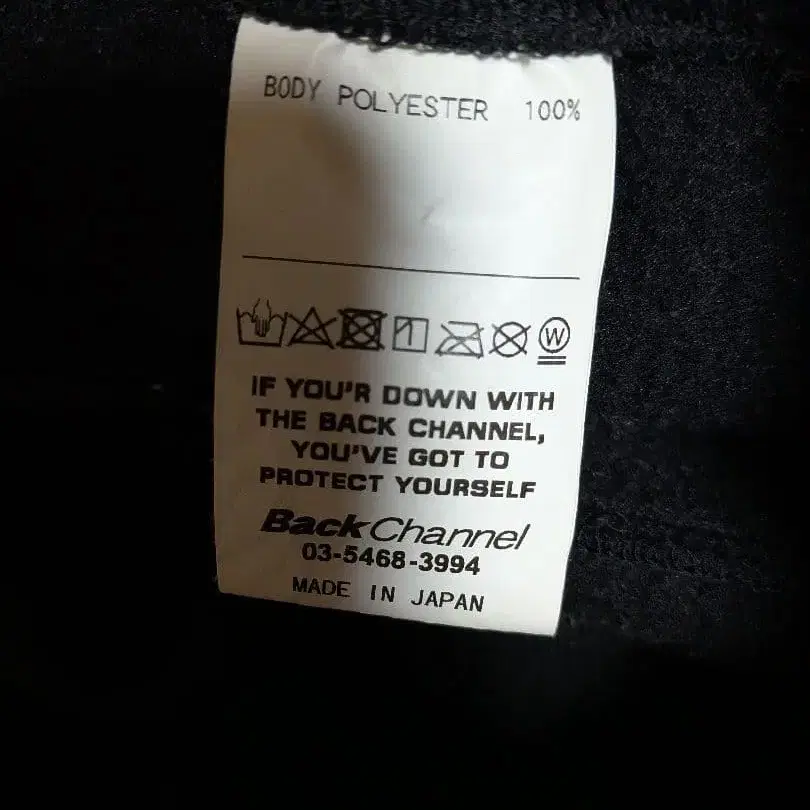 BODY POLYESTER 100%
W
IF YOU'R DOWN WITH
THE BACK CHANNEL,
YOU'VE GOT TO
PROTECT YOURSELF
BackChannel
03-5468-3994
MADE IN JAPAN